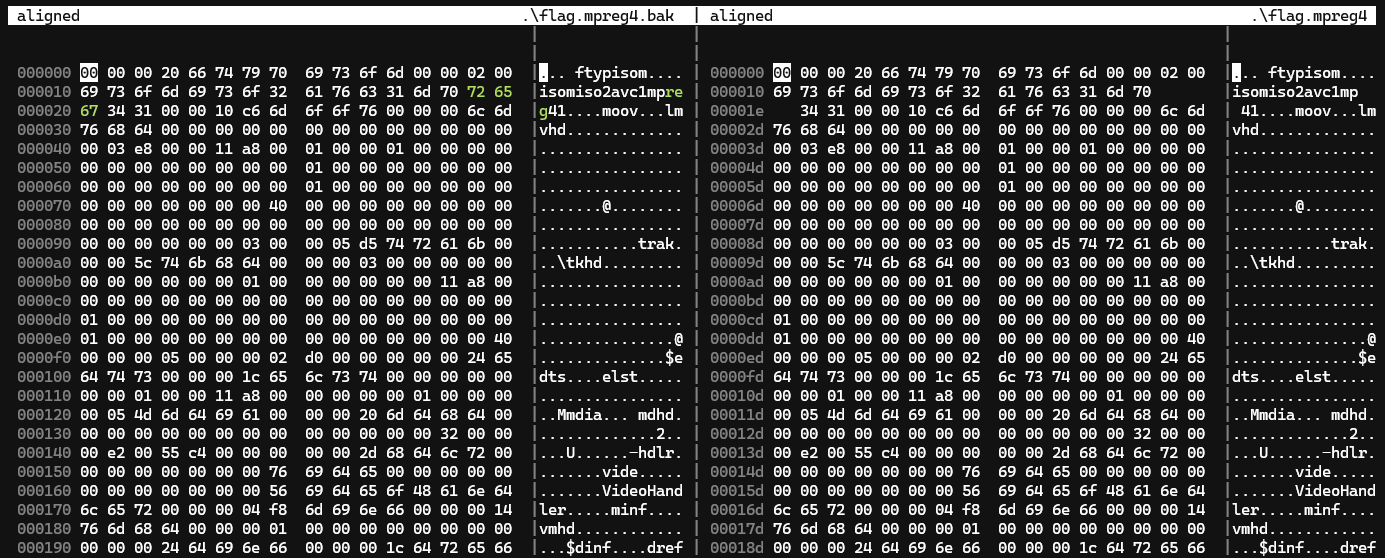 aligned .\flag.mpreg4.bak | aligned .\flag.mpreg4
000000 00 00 00 20 66 74 79 70 69 73 6f 6d 00 00 02 00 |... ftypisom.... | 000000 00 00 00 20 66 74 79 70 69 73 6f 6d 00 00 02 00 |... ftypisom....
000010 69 73 6f 6d 69 73 6f 32 61 76 63 31 6d 70 72 65 |isomiso2avc1mpre | 000010 69 73 6f 6d 69 73 6f 32 61 76 63 31 6d 70 |isomiso2avc1mp
000020 67 34 31 00 00 10 c6 6d 6f 6f 76 00 00 00 6c 6d |g41....moov...lm | 00001e 34 31 00 00 10 c6 6d 6f 6f 76 00 00 00 6c 6d | 41....moov...lm
000030 76 68 64 00 00 00 00 00 00 00 00 00 00 00 00 00 |vhd............. | 00002d 76 68 64 00 00 00 00 00 00 00 00 00 00 00 00 00 |vhd.............
000040 00 03 e8 00 00 11 a8 00 01 00 00 01 00 00 00 00 |................ | 00003d 00 03 e8 00 00 11 a8 00 01 00 00 01 00 00 00 00 |................
000050 00 00 00 00 00 00 00 00 01 00 00 00 00 00 00 00 |................ | 00004d 00 00 00 00 00 00 00 00 01 00 00 00 00 00 00 00 |................
000060 00 00 00 00 00 00 00 00 01 00 00 00 00 00 00 00 |................ | 00005d 00 00 00 00 00 00 00 00 01 00 00 00 00 00 00 00 |................
000070 00 00 00 00 00 00 00 40 00 00 00 00 00 00 00 00 |.......@........ | 00006d 00 00 00 00 00 00 00 40 00 00 00 00 00 00 00 00 |.......@........
000080 00 00 00 00 00 00 00 00 00 00 00 00 00 00 00 00 |................ | 00007d 00 00 00 00 00 00 00 00 00 00 00 00 00 00 00 00 |................
000090 00 00 00 00 00 00 03 00 00 05 d5 74 72 61 6b 00 |...........trak. | 00008d 00 00 00 00 00 00 03 00 00 05 d5 74 72 61 6b 00 |...........trak.
0000a0 00 00 5c 74 6b 68 64 00 00 00 03 00 00 00 00 00 |..\tkhd......... | 00009d 00 00 5c 74 6b 68 64 00 00 00 03 00 00 00 00 00 |..\tkhd.........
0000b0 00 00 00 00 00 00 01 00 00 00 00 00 00 11 a8 00 |................ | 0000ad 00 00 00 00 00 00 01 00 00 00 00 00 00 11 a8 00 |................
0000c0 00 00 00 00 00 00 00 00 00 00 00 00 00 00 00 00 |................ | 0000bd 00 00 00 00 00 00 00 00 00 00 00 00 00 00 00 00 |................
0000d0 01 00 00 00 00 00 00 00 00 00 00 00 00 00 00 00 |................ | 0000cd 01 00 00 00 00 00 00 00 00 00 00 00 00 00 00 00 |................
0000e0 01 00 00 00 00 00 00 00 00 00 00 00 00 00 00 40 |...............@ | 0000dd 01 00 00 00 00 00 00 00 00 00 00 00 00 00 00 40 |...............@
0000f0 00 00 00 05 00 00 00 02 d0 00 00 00 00 00 24 65 |..............$e | 0000ed 00 00 00 05 00 00 00 02 d0 00 00 00 00 00 24 65 |..............$e
000100 64 74 73 00 00 00 1c 65 6c 73 74 00 00 00 00 00 |dts....elst..... | 0000fd 64 74 73 00 00 00 1c 65 6c 73 74 00 00 00 00 00 |dts....elst.....
000110 00 00 01 00 00 11 a8 00 00 00 00 00 01 00 00 00 |................ | 00010d 00 00 01 00 00 11 a8 00 00 00 00 00 01 00 00 00 |................
000120 00 05 4d 6d 64 69 61 00 00 00 20 6d 64 68 64 00 |..Mmdia... mdhd. | 00011d 00 05 4d 6d 64 69 61 00 00 00 20 6d 64 68 64 00 |..Mmdia... mdhd.
000130 00 00 00 00 00 00 00 00 00 00 00 00 00 32 00 00 |.............2.. | 00012d 00 00 00 00 00 00 00 00 00 00 00 00 00 32 00 00 |.............2..
000140 00 e2 00 55 c4 00 00 00 00 00 2d 68 64 6c 72 00 |...U......-hdlr. | 00013d 00 e2 00 55 c4 00 00 00 00 00 2d 68 64 6c 72 00 |...U......-hdlr.
000150 00 00 00 00 00 00 00 76 69 64 65 00 00 00 00 00 |.......vide..... | 00014d 00 00 00 00 00 00 00 76 69 64 65 00 00 00 00 00 |.......vide.....
000160 00 00 00 00 00 00 00 56 69 64 65 6f 48 61 6e 64 |.......VideoHand | 00015d 00 00 00 00 00 00 00 56 69 64 65 6f 48 61 6e 64 |.......VideoHand
000170 6c 65 72 00 00 00 04 f8 6d 69 6e 66 00 00 00 14 |ler.....minf.... | 00016d 6c 65 72 00 00 00 04 f8 6d 69 6e 66 00 00 00 14 |ler.....minf....
000180 76 6d 68 64 00 00 00 01 00 00 00 00 00 00 00 00 |vmhd............ | 00017d 76 6d 68 64 00 00 00 01 00 00 00 00 00 00 00 00 |vmhd............
000190 00 00 00 24 64 69 6e 66 00 00 00 1c 64 72 65 66 |...$dinf....dref | 00018d 00 00 00 24 64 69 6e 66 00 00 00 1c 64 72 65 66 |...$dinf....dref